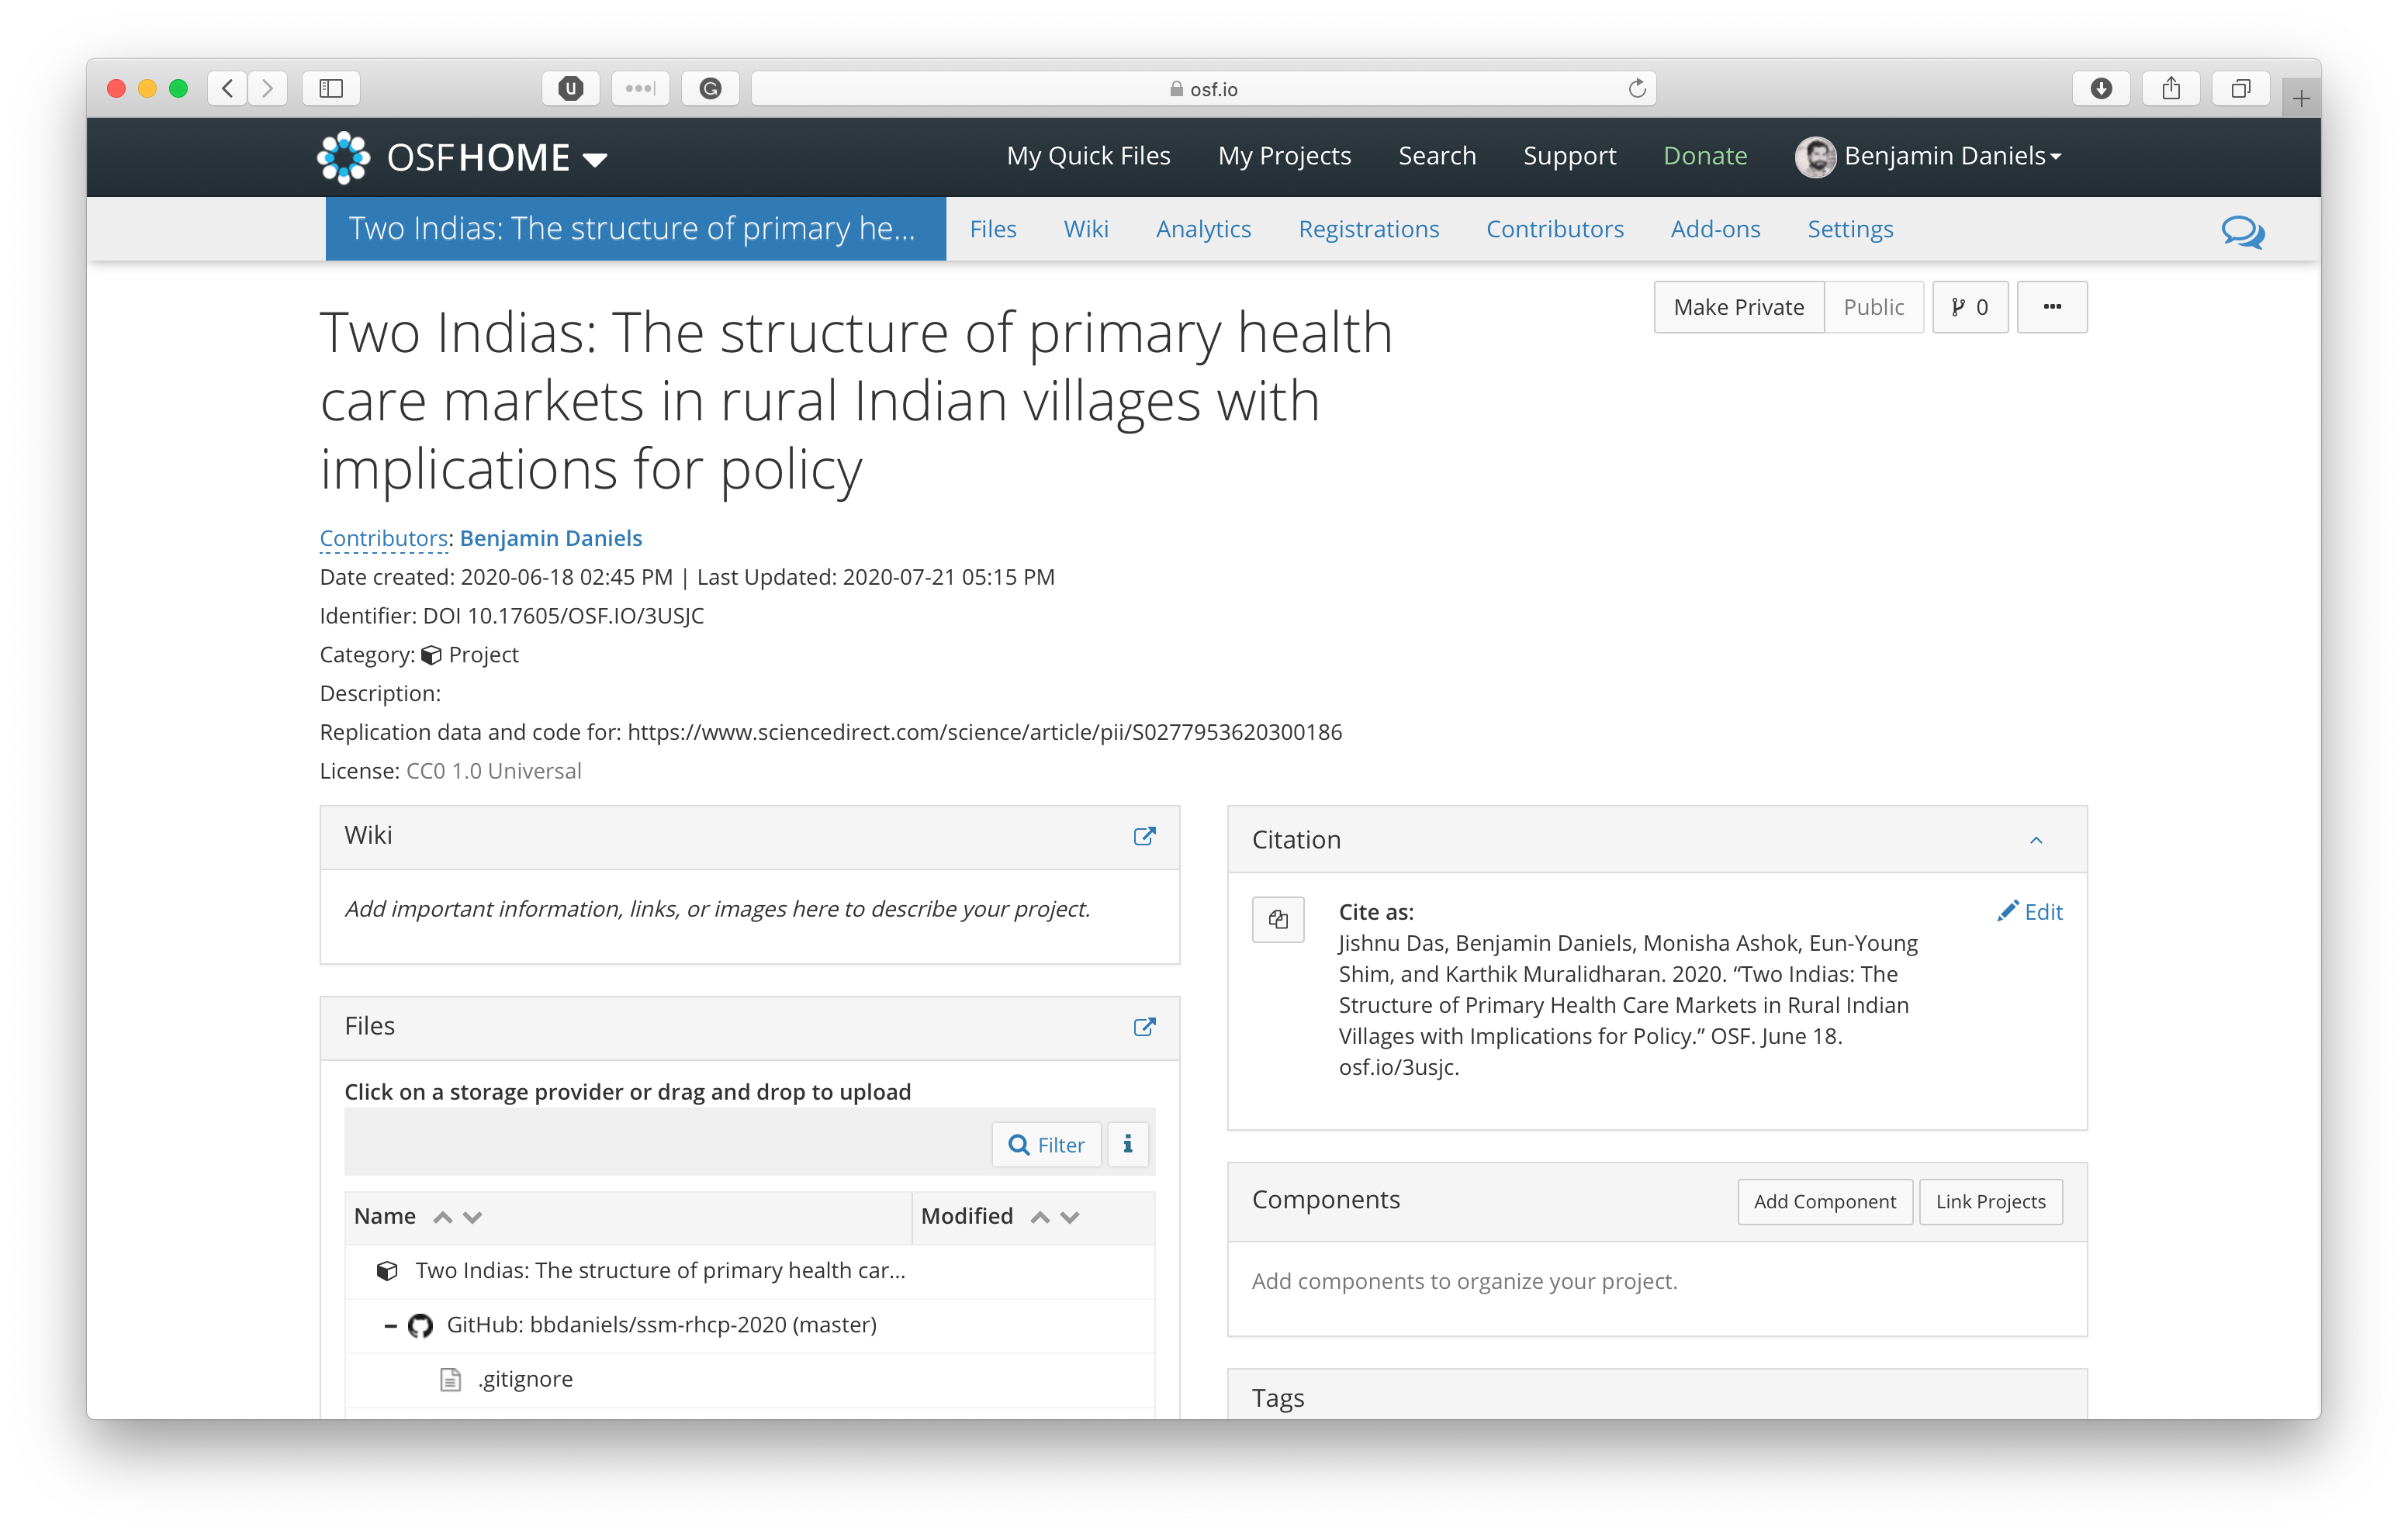 osf.io
OSFHOME
My Quick Files
My Projects
Search
Support
Donate
Benjamin Daniels
Two Indias: The structure of primary he...
Files
Wiki
Analytics
Registrations
Contributors
Add-ons
Settings
Make Private
Public
0
Two Indias: The structure of primary health
care markets in rural Indian villages with
implications for policy
Contributors: Benjamin Daniels
Date created: 2020-06-18 02:45 PM | Last Updated: 2020-07-21 05:15 PM
Identifier: DOI 10.17605/OSF.IO/3USJC
Category: Project
Description:
Replication data and code for: https://www.sciencedirect.com/science/article/pii/S0277953620300186
License: CC0 1.0 Universal
Wiki
Add important information, links, or images here to describe your project.
Files
Click on a storage provider or drag and drop to upload
Filter
Name
Modified
Two Indias: The structure of primary health car...
GitHub: bbdaniels/ssm-rhcp-2020 (master)
.gitignore
Citation
Cite as:
Edit
Jishnu Das, Benjamin Daniels, Monisha Ashok, Eun-Young
Shim, and Karthik Muralidharan. 2020. “Two Indias: The
Structure of Primary Health Care Markets in Rural Indian
Villages with Implications for Policy.” OSF. June 18.
osf.io/3usjc.
Components
Add Component
Link Projects
Add components to organize your project.
Tags